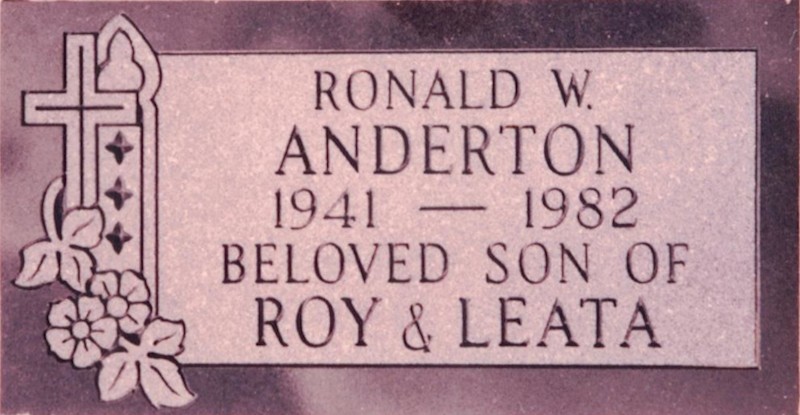 RONALD W.
ANDERTON
1941 — 1982
BELOVED SON OF
ROY & LEATA